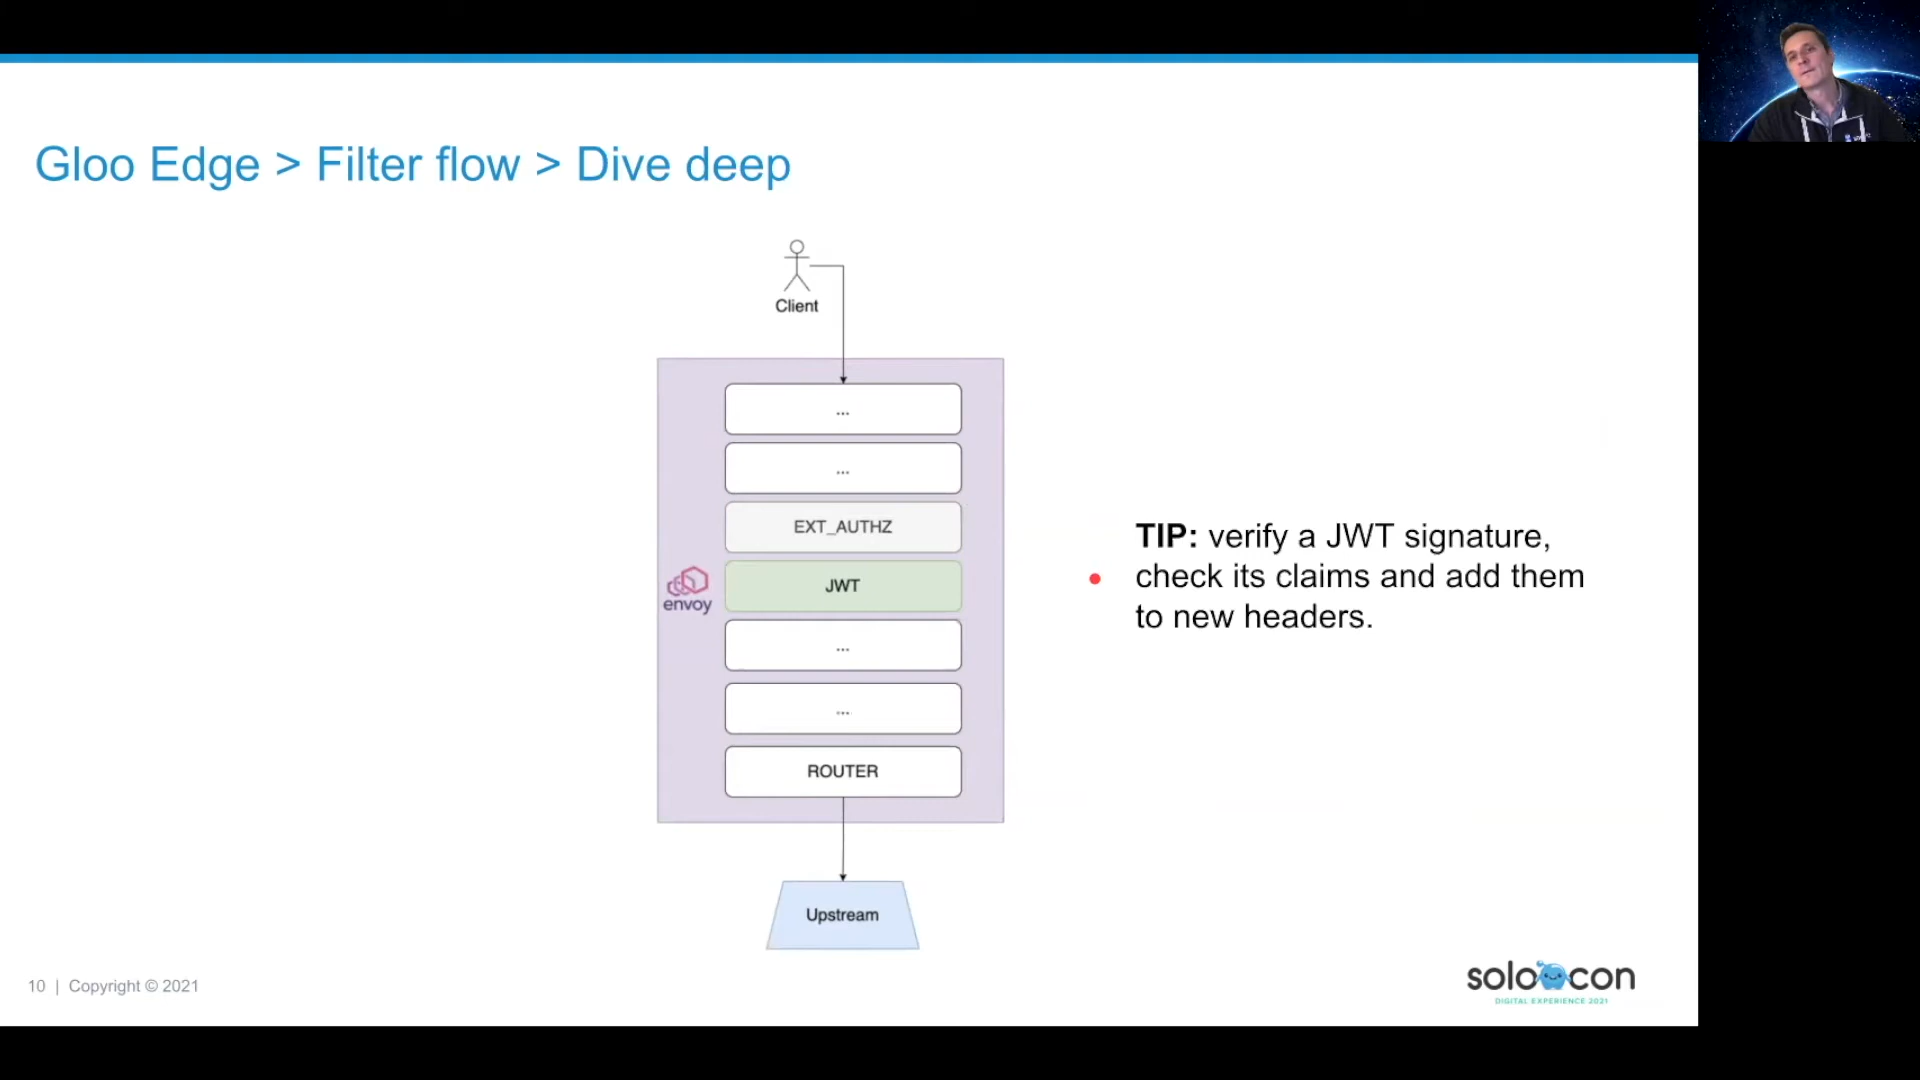 Gloo Edge > Filter flow > Dive deep
Client
...
...
EXT_AUTHZ
JWT
envoy
...
...
ROUTER
Upstream
TIP: verify a JWT signature,
check its claims and add them
to new headers.
10 | Copyright © 2021
solo con
DIGITAL EXPERIENCE 2021